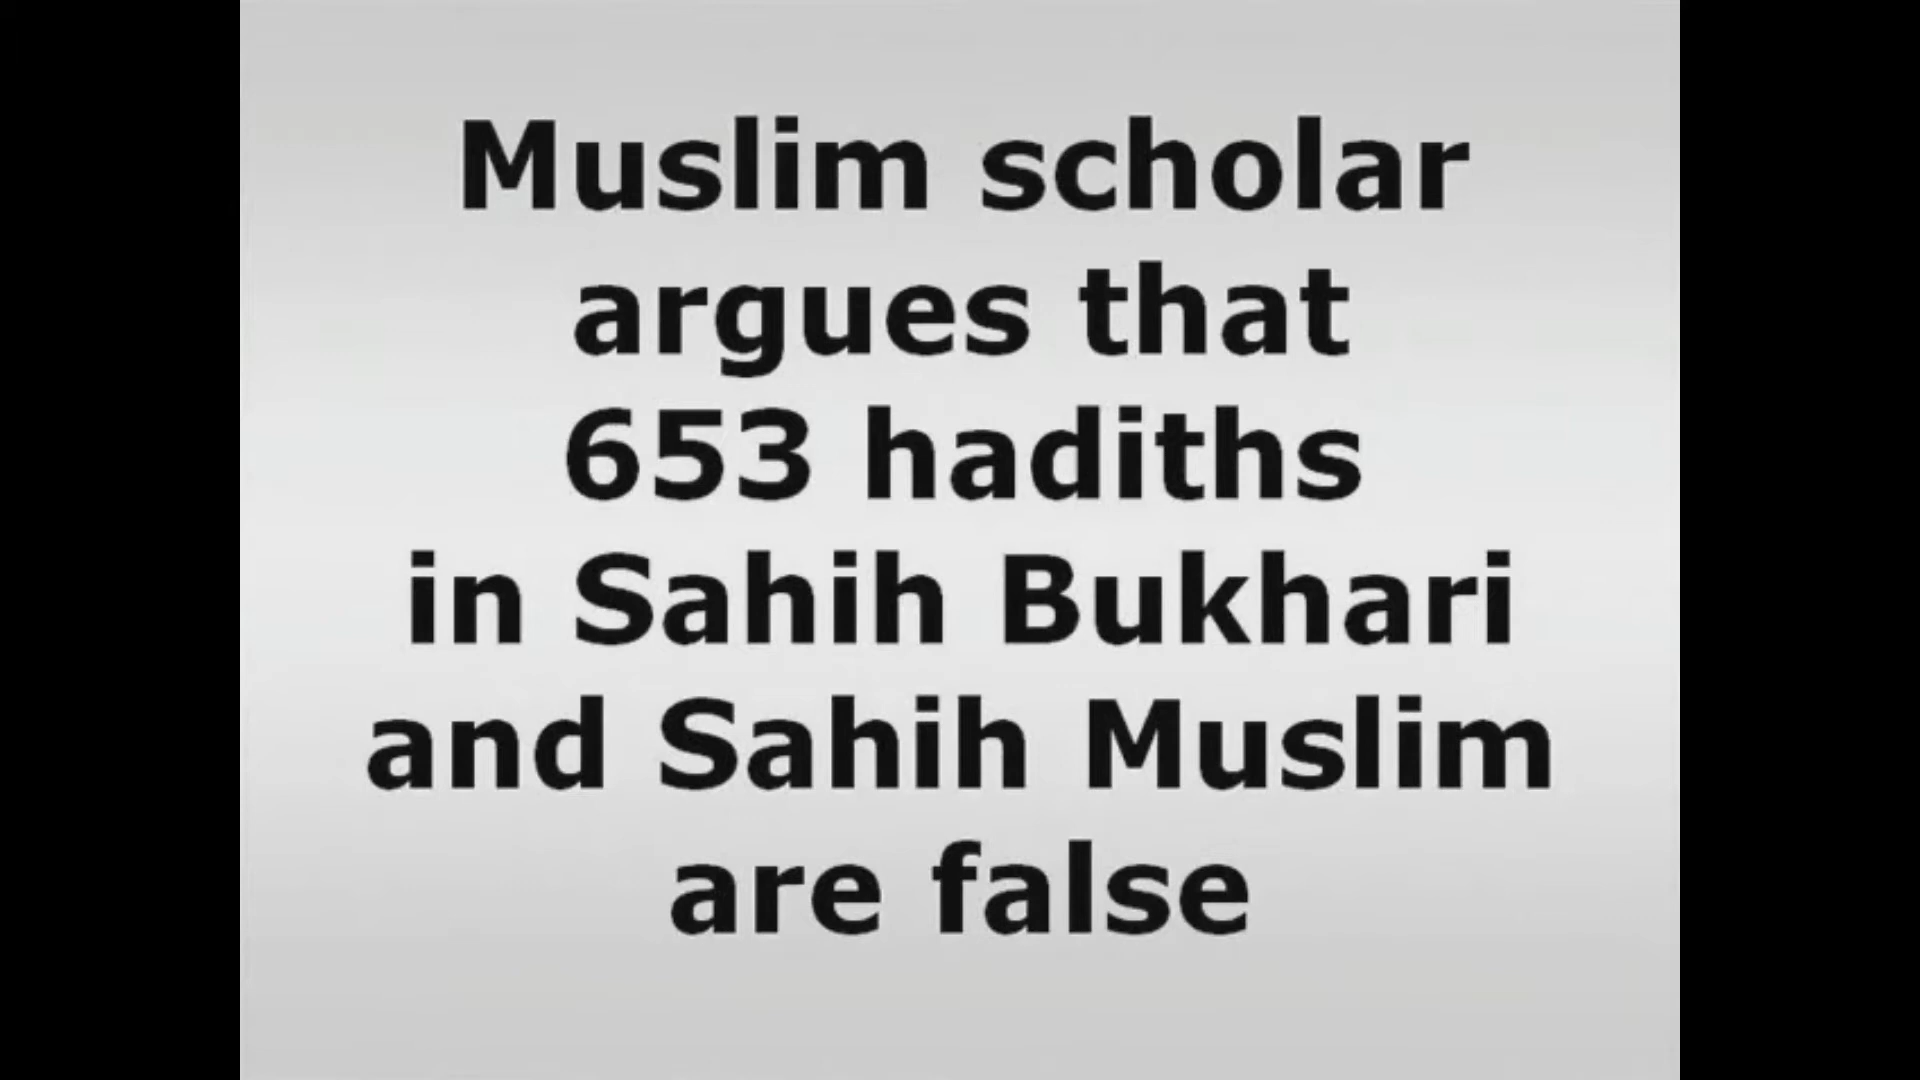 Muslim scholar
argues that
653 hadiths
in Sahih Bukhari
and Sahih Muslim
are false